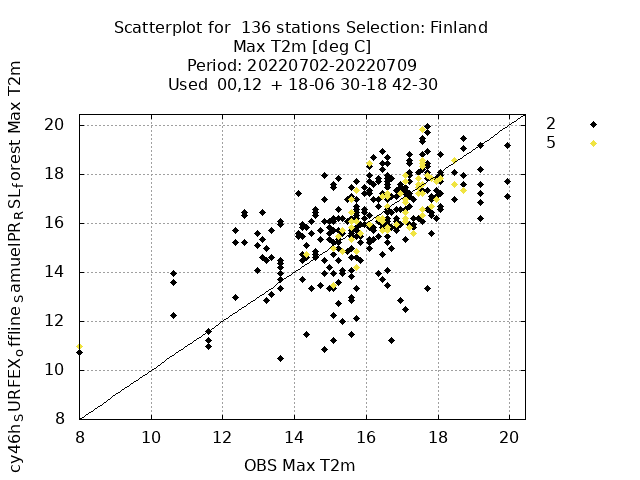 Scatterplot for  136 stations Selection: Finland
Max T2m [deg C]
Period: 20220702-20220709
Used  00,12  + 18-06 30-18 42-30
cy46h_SURFEX_offline_samuelPR_RSL_forest Max T2m
20
18
16
14
12
10
8
8 10 12 14 16 18 20
OBS Max T2m
2
5